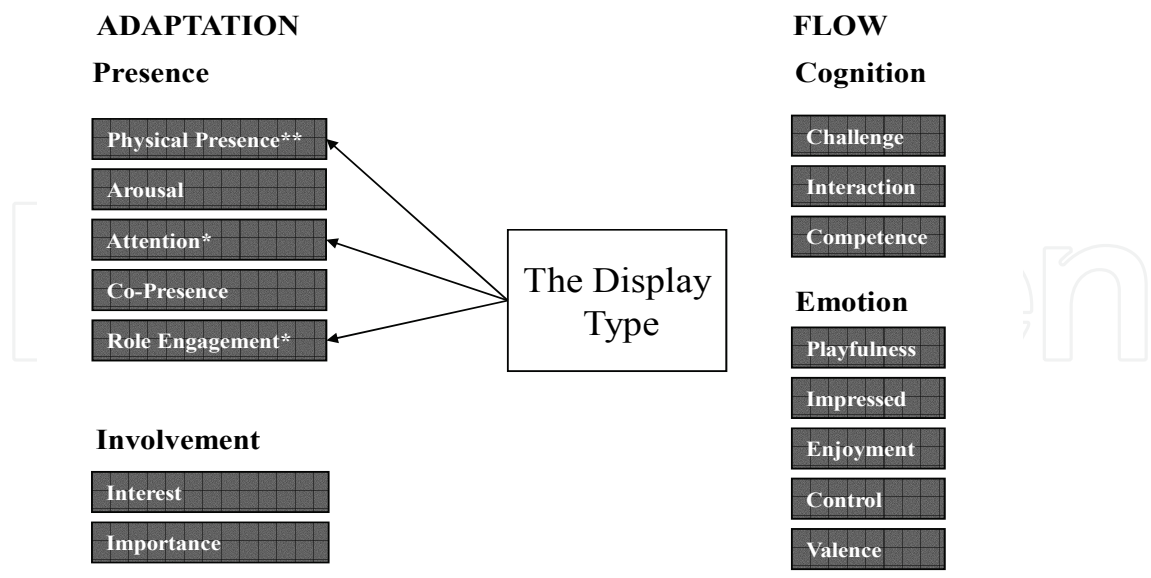 ADAPTATION
Presence
Physical Presence**
Arousal
Attention*
Co-Presence
Role Engagement*
Involvement
Interest
Importance
The Display
Type
FLOW
Cognition
Challenge
Interaction
Competence
Emotion
Playfulness
Impressed
Enjoyment
Control
Valence